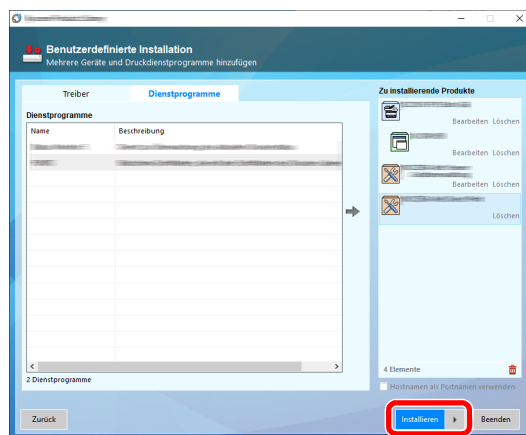 Benutzerdefinierte Installation
Mehrere Geräte und Druckdienstprogramme hinzufügen
Treiber
Dienstprogramme
Dienstprogramme
Name
Beschreibung
2 Dienstprogramme
Zu installierende Produkte
Bearbeiten Löschen
Bearbeiten Löschen
Bearbeiten Löschen
Löschen
4 Elemente
Hostnamen als Portnamen verwenden
Zurück
Installieren
Beenden